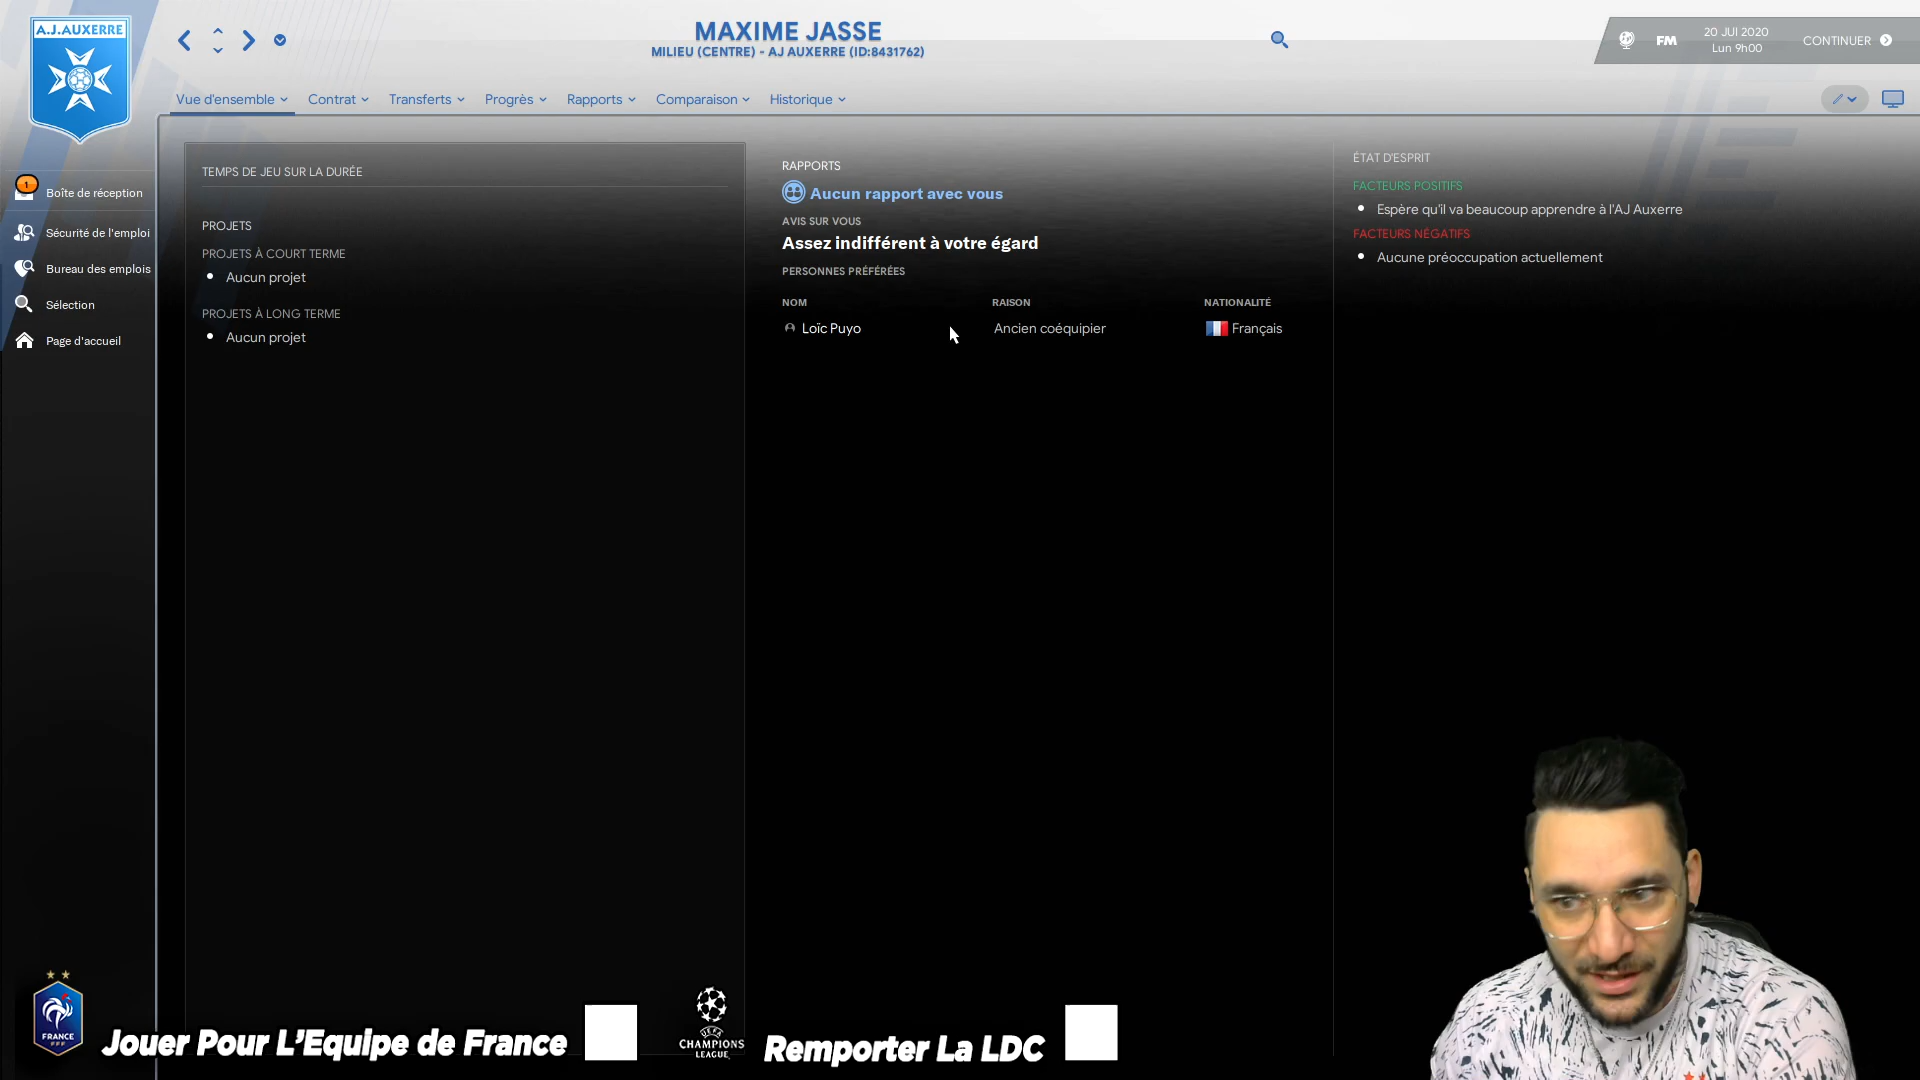 A.J.AUXERRE
MAXIME JASSE
MILIEU (CENTRE) - AJ AUXERRE (ID:8431762)
FM
20 JUI 2020
Lun 9h00
CONTINUER
Vue d'ensemble
Contrat
Transferts
Progrès
Rapports
Comparaison
Historique
1
Boîte de réception
Sécurité de l'emploi
Bureau des emplois
Sélection
Page d'accueil
TEMPS DE JEU SUR LA DURÉE
PROJETS
PROJETS À COURT TERME
Aucun projet
PROJETS À LONG TERME
Aucun projet
RAPPORTS
Aucun rapport avec vous
AVIS SUR VOUS
Assez indifférent à votre égard
PERSONNES PRÉFÉRÉES
NOM RAISON NATIONALITÉ
Loïc Puyo Ancien coéquipier Français
ÉTAT D'ESPRIT
FACTEURS POSITIFS
Espère qu'il va beaucoup apprendre à l'AJ Auxerre
FACTEURS NÉGATIFS
Aucune préoccupation actuellement
FRANCE
FFF
Jouer Pour L'Equipe de France
UEFA
CHAMPIONS
LEAGUE
Remporter La LDC